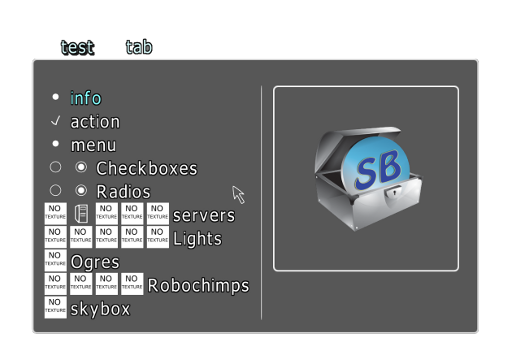 test tab
info
action
menu
Checkboxes
Radios
NO TEXTURE NO TEXTURE NO TEXTURE NO TEXTURE servers
NO TEXTURE NO TEXTURE NO TEXTURE NO TEXTURE NO TEXTURE Lights
NO TEXTURE Ogres
NO TEXTURE NO TEXTURE NO TEXTURE NO TEXTURE Robochimps
NO TEXTURE skybox
SB